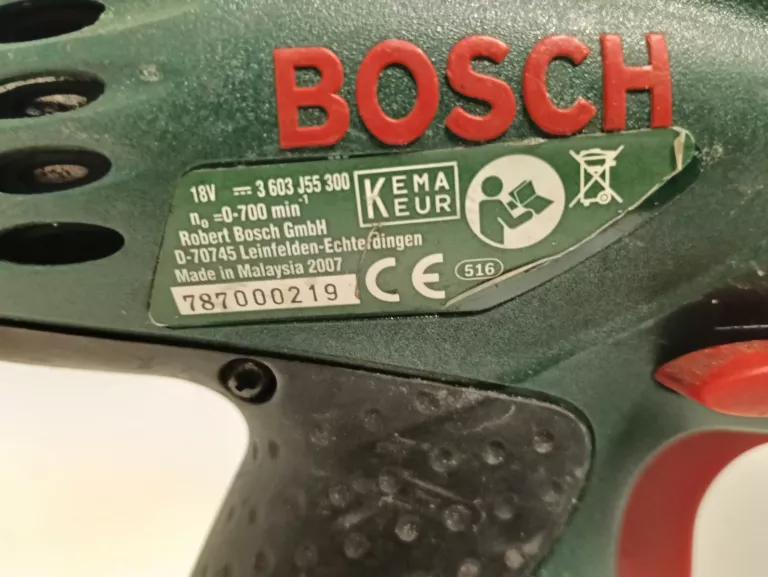 BOSCH
18V ⎓ 3 603 J55 300
n₀ =0-700 min⁻¹
Robert Bosch GmbH
D-70745 Leinfelden-Echterdingen
Made in Malaysia 2007
787000219
KEMA
KEUR
CE
516